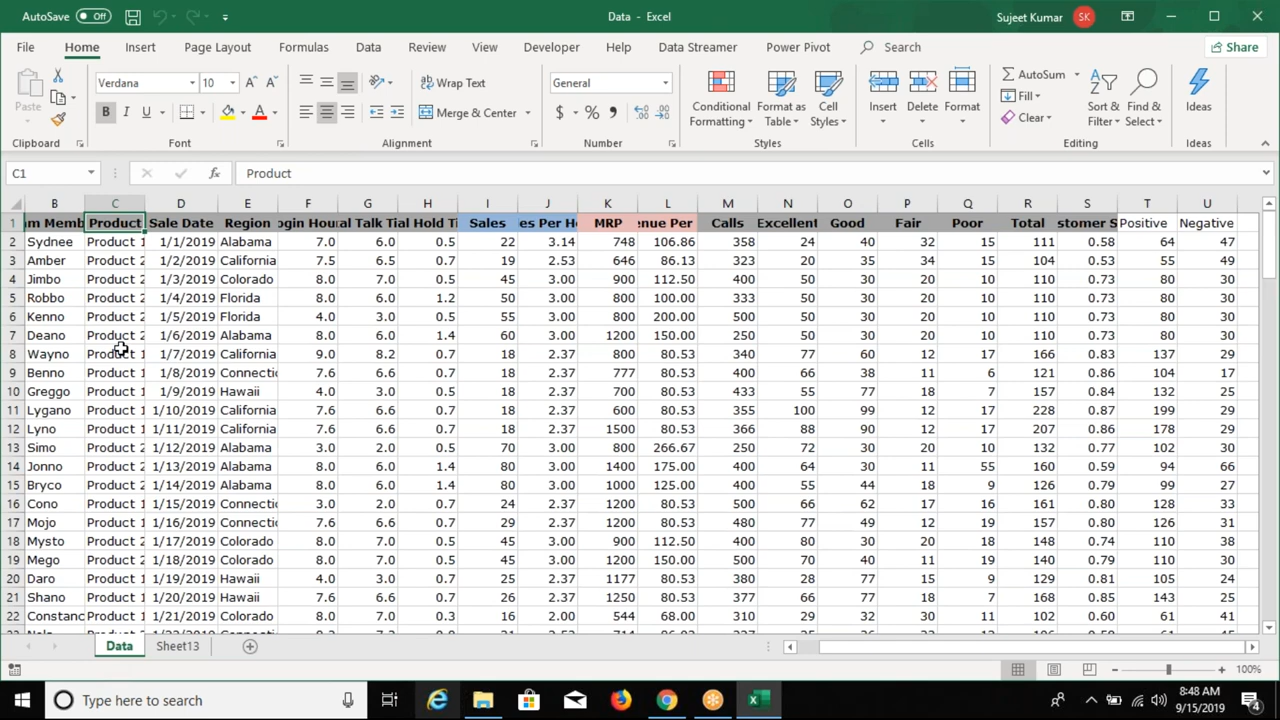 AutoSave Off Data - Excel Sujeet Kumar SK
File Home Insert Page Layout Formulas Data Review View Developer Help Data Streamer Power Pivot Search Share
Paste Verdana 10 A A Wrap Text General AutoSum
B I U A Merge & Center $ % , Conditional Formatting Format as Table Cell Styles Insert Delete Format Fill Clear Sort & Filter Find & Select Ideas
Clipboard Font Alignment Number Styles Cells Editing Ideas
C1 fx Product
B C D E F G H I J K L M N O P Q R S T U
1 m Memb Product Sale Date Region ogin Hou al Talk Ti al Hold Ti Sales es Per H MRP enue Per Calls Excellent Good Fair Poor Total stomer S Positive Negative
2 Sydnee Product 1 1/1/2019 Alabama 7.0 6.0 0.5 22 3.14 748 106.86 358 24 40 32 15 111 0.58 64 47
3 Amber Product 2 1/2/2019 California 7.5 6.5 0.7 19 2.53 646 86.13 323 20 35 34 15 104 0.53 55 49
4 Jimbo Product 2 1/3/2019 Colorado 8.0 7.0 0.5 45 3.00 900 112.50 400 50 30 20 10 110 0.73 80 30
5 Robbo Product 2 1/4/2019 Florida 8.0 6.0 1.2 50 3.00 800 100.00 333 50 30 20 10 110 0.73 80 30
6 Kenno Product 2 1/5/2019 Florida 4.0 3.0 0.5 55 3.00 800 200.00 500 50 30 20 10 110 0.73 80 30
7 Deano Product 2 1/6/2019 Alabama 8.0 6.0 1.4 60 3.00 1200 150.00 250 50 30 20 10 110 0.73 80 30
8 Wayno Product 1 1/7/2019 California 9.0 8.2 0.7 18 2.37 800 80.53 340 77 60 12 17 166 0.83 137 29
9 Benno Product 1 1/8/2019 Connectic 7.6 6.6 0.7 18 2.37 777 80.53 400 66 38 11 6 121 0.86 104 17
10 Greggo Product 1 1/9/2019 Hawaii 4.0 3.0 0.7 18 2.37 700 80.53 433 55 77 18 7 157 0.84 132 25
11 Lygano Product 1 1/10/2019 California 7.6 6.6 0.7 18 2.37 600 80.53 355 100 99 12 17 228 0.87 199 29
12 Lyno Product 1 1/11/2019 California 7.6 6.6 0.7 18 2.37 1500 80.53 366 88 90 12 17 207 0.86 178 29
13 Simo Product 2 1/12/2019 Alabama 3.0 2.0 0.5 70 3.00 800 266.67 250 72 30 20 10 132 0.77 102 30
14 Jonno Product 2 1/13/2019 Alabama 8.0 6.0 1.4 80 3.00 1400 175.00 400 64 30 11 55 160 0.59 94 66
15 Bryco Product 2 1/14/2019 Alabama 8.0 6.0 1.4 80 3.00 1000 125.00 400 55 44 18 9 126 0.79 99 27
16 Cono Product 1 1/15/2019 Connectic 3.0 2.0 0.7 24 2.37 1200 80.53 400 66 62 17 16 161 0.80 128 33
17 Mojo Product 1 1/16/2019 Connectic 7.6 6.6 0.7 29 2.37 1200 80.53 480 77 49 12 19 157 0.80 126 31
18 Mysto Product 2 1/17/2019 Colorado 8.0 7.0 0.5 45 3.00 900 112.50 400 80 30 20 18 148 0.74 110 38
19 Mego Product 2 1/18/2019 Colorado 8.0 7.0 0.5 45 3.00 1200 112.50 500 70 40 11 19 140 0.79 110 30
20 Daro Product 1 1/19/2019 Hawaii 4.0 3.0 0.7 25 2.37 1177 80.53 380 28 77 15 9 129 0.81 105 24
21 Shano Product 1 1/20/2019 Hawaii 7.6 6.6 0.7 26 2.37 1250 80.53 485 66 77 18 7 168 0.85 143 25
22 Constanc Product 1 1/21/2019 Colorado 8.0 7.0 0.3 16 2.00 544 68.00 310 29 32 30 11 102 0.60 61 41
Data Sheet13
100%
Type here to search 8:48 AM
9/15/2019 4